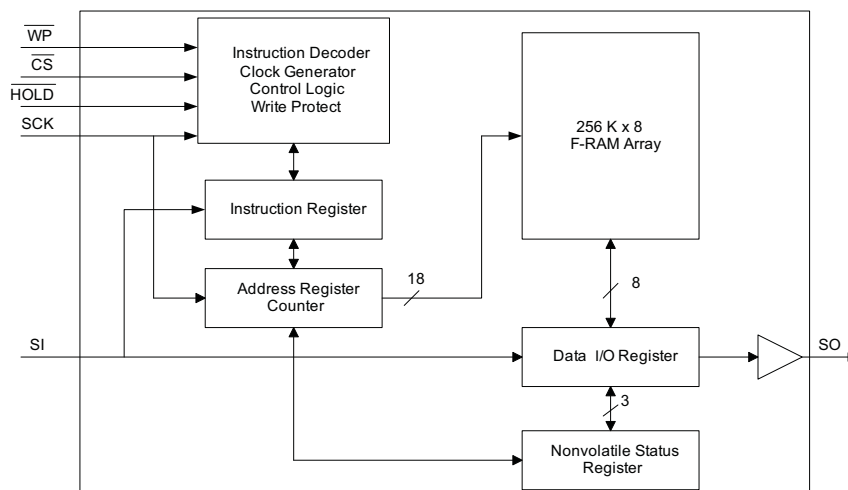 WP
CS
HOLD
SCK
Instruction Decoder
Clock Generator
Control Logic
Write Protect
256 K x 8
F-RAM Array
Instruction Register
Address Register
Counter
18
8
SI
Data I/O Register
SO
3
Nonvolatile Status
Register